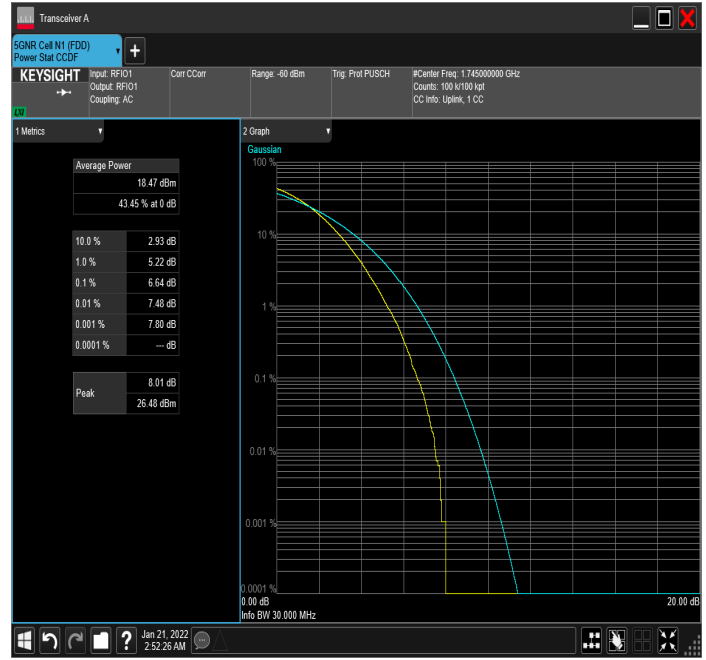 Transceiver A
5GNR Cell N1 (FDD)
Power Stat CCDF
+
KEYSIGHT
Input: RFIO1
Output: RFIO1
Coupling: AC
Corr CCorr
Range: -60 dBm
Trig: Prot PUSCH
#Center Freq: 1.745000000 GHz
Counts: 100 k/100 kpt
CC Info: Uplink, 1 CC
LXI
1 Metrics
Average Power
18.47 dBm
43.45 % at 0 dB
10.0 % 2.93 dB
1.0 % 5.22 dB
0.1 % 6.64 dB
0.01 % 7.48 dB
0.001 % 7.80 dB
0.0001 % --- dB
Peak
8.01 dB
26.48 dBm
2 Graph
Gaussian
100 %
10 %
1 %
0.1 %
0.01 %
0.001 %
0.0001 %
0.00 dB
20.00 dB
Info BW 30.000 MHz
?
Jan 21, 2022
2:52:26 AM